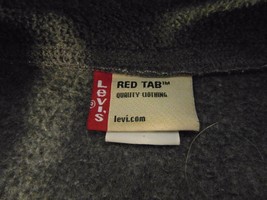 Levi's
®
RED TAB™
QUALITY CLOTHING
levi.com